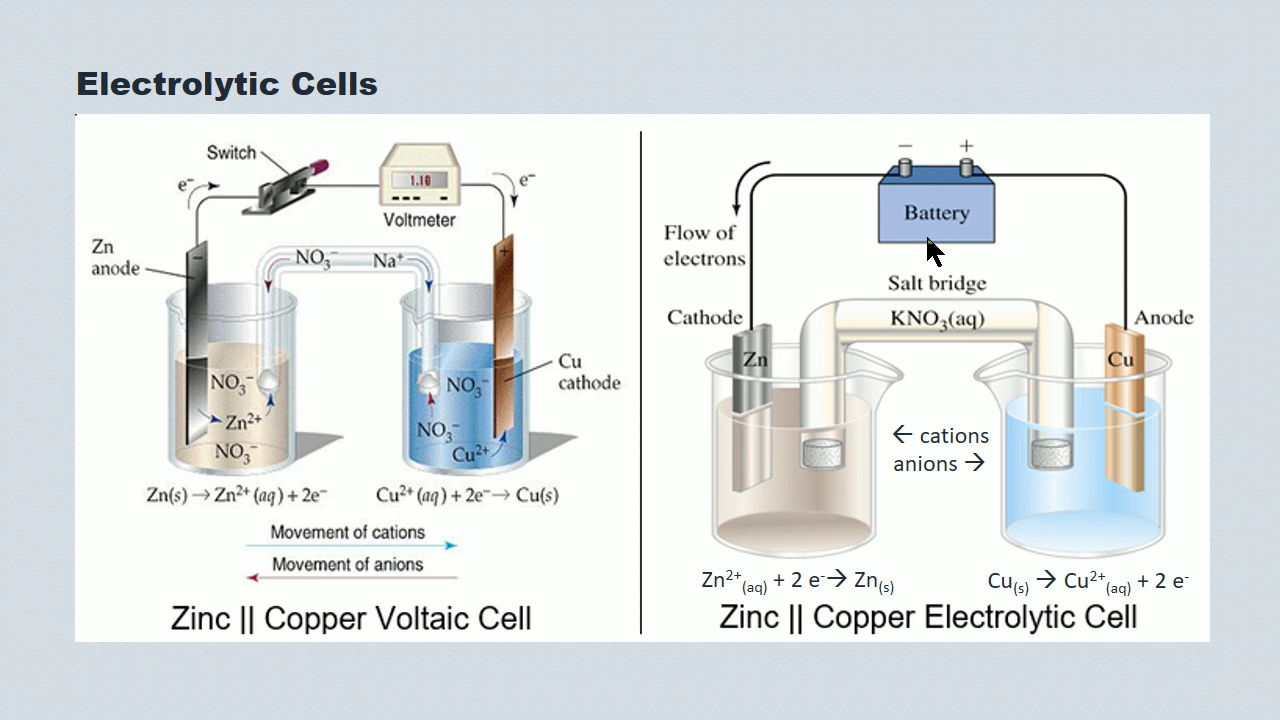 Electrolytic Cells
Switch
e⁻
1.10
Voltmeter
e⁻
Zn
anode
−
+
NO₃⁻
Na⁺
Cu
cathode
NO₃⁻
NO₃⁻
Zn²⁺
NO₃⁻
NO₃⁻
Cu²⁺
Zn(s) → Zn²⁺ (aq) + 2e⁻
Cu²⁺ (aq) + 2e⁻ → Cu(s)
Movement of cations
Movement of anions
Zinc || Copper Voltaic Cell
− +
Battery
Flow of
electrons
Salt bridge
KNO₃(aq)
Cathode
Anode
Zn
Cu
← cations
anions →
Zn²⁺(aq) + 2 e⁻→ Zn(s)
Cu(s) → Cu²⁺(aq) + 2 e⁻
Zinc || Copper Electrolytic Cell